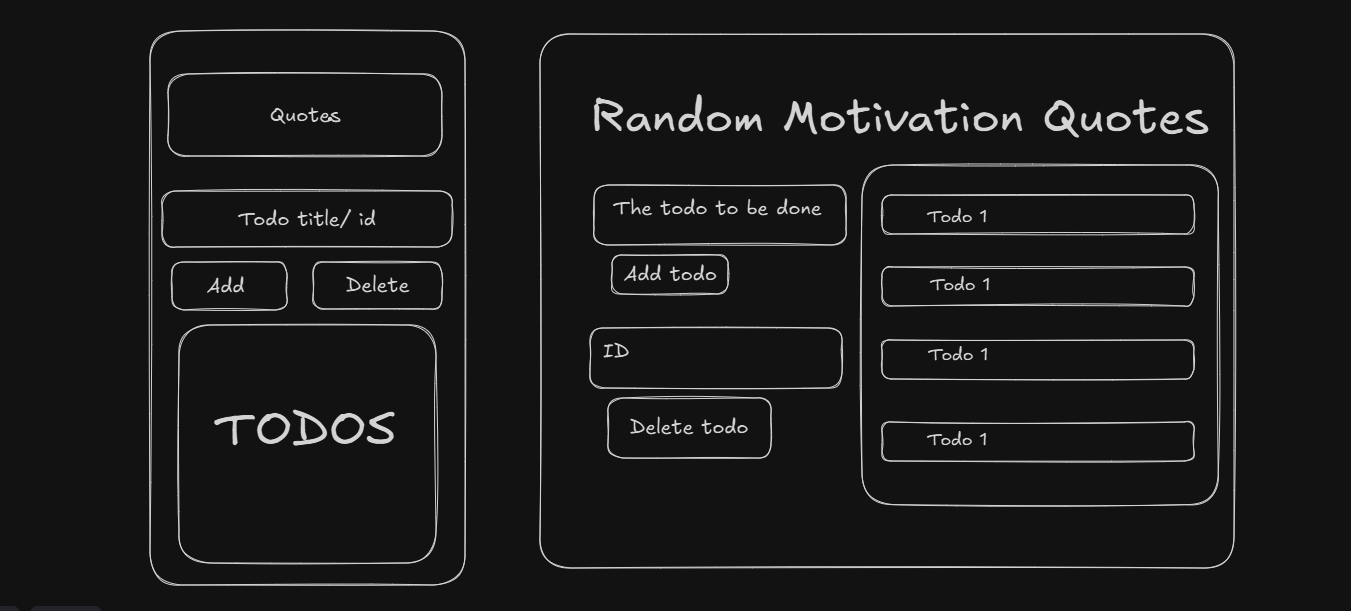 Quotes
Todo title/ id
Add
Delete
TODOS
Random Motivation Quotes
The todo to be done
Add todo
ID
Delete todo
Todo 1
Todo 1
Todo 1
Todo 1